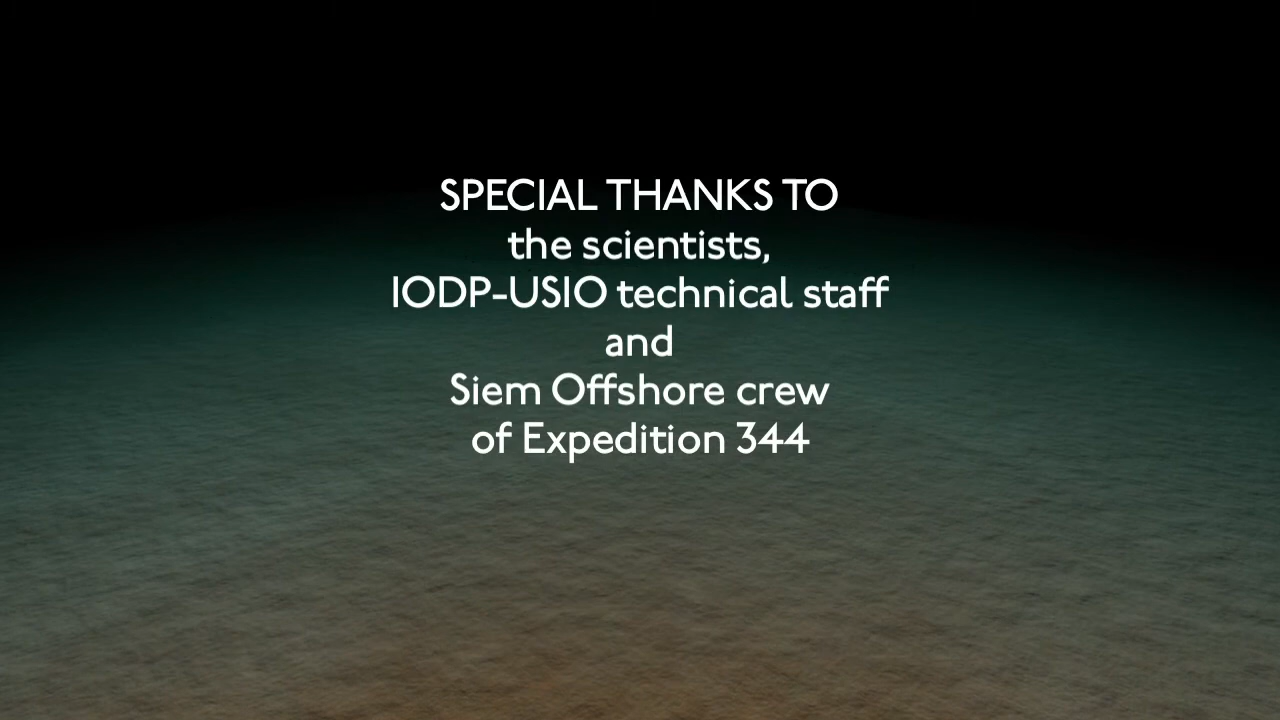 SPECIAL THANKS TO
the scientists,
IODP-USIO technical staff
and
Siem Offshore crew
of Expedition 344